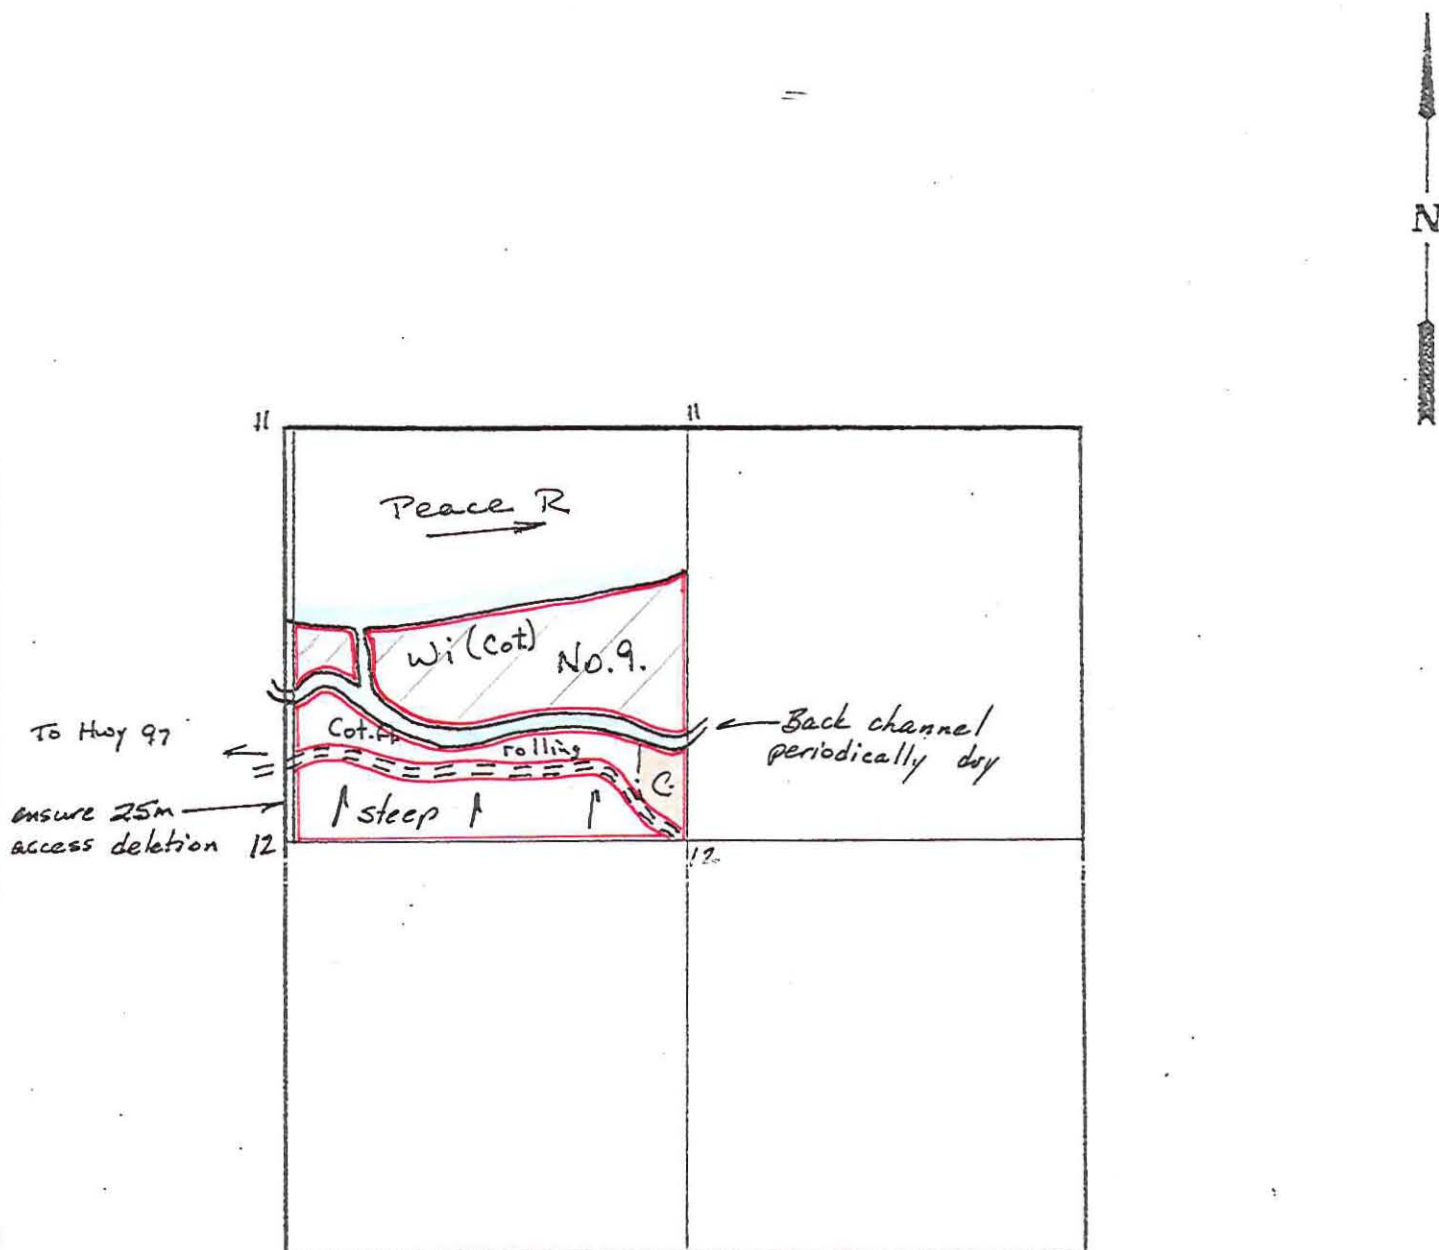 N
11
11
Peace R
Wi (Cot)
No. 9.
To Hwy 97
Cot.
rolling
Back channel
periodically dry
C.
steep
ensure 25m
access deletion
12
12